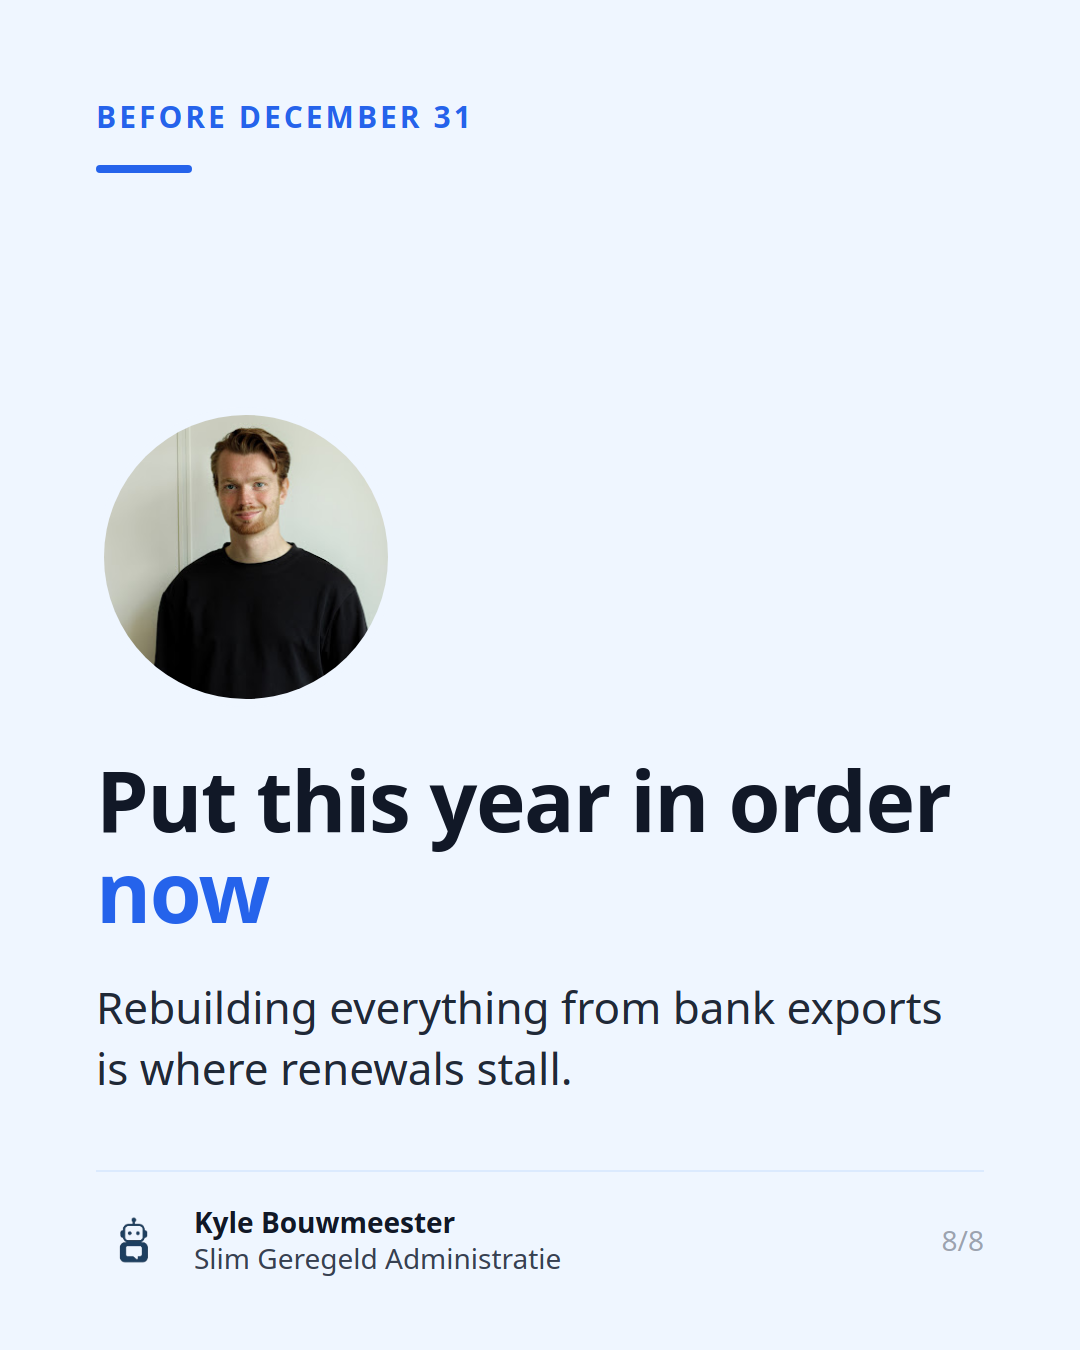 BEFORE DECEMBER 31
Put this year in order
now
Rebuilding everything from bank exports
is where renewals stall.
Kyle Bouwmeester
Slim Geregeld Administratie
8/8